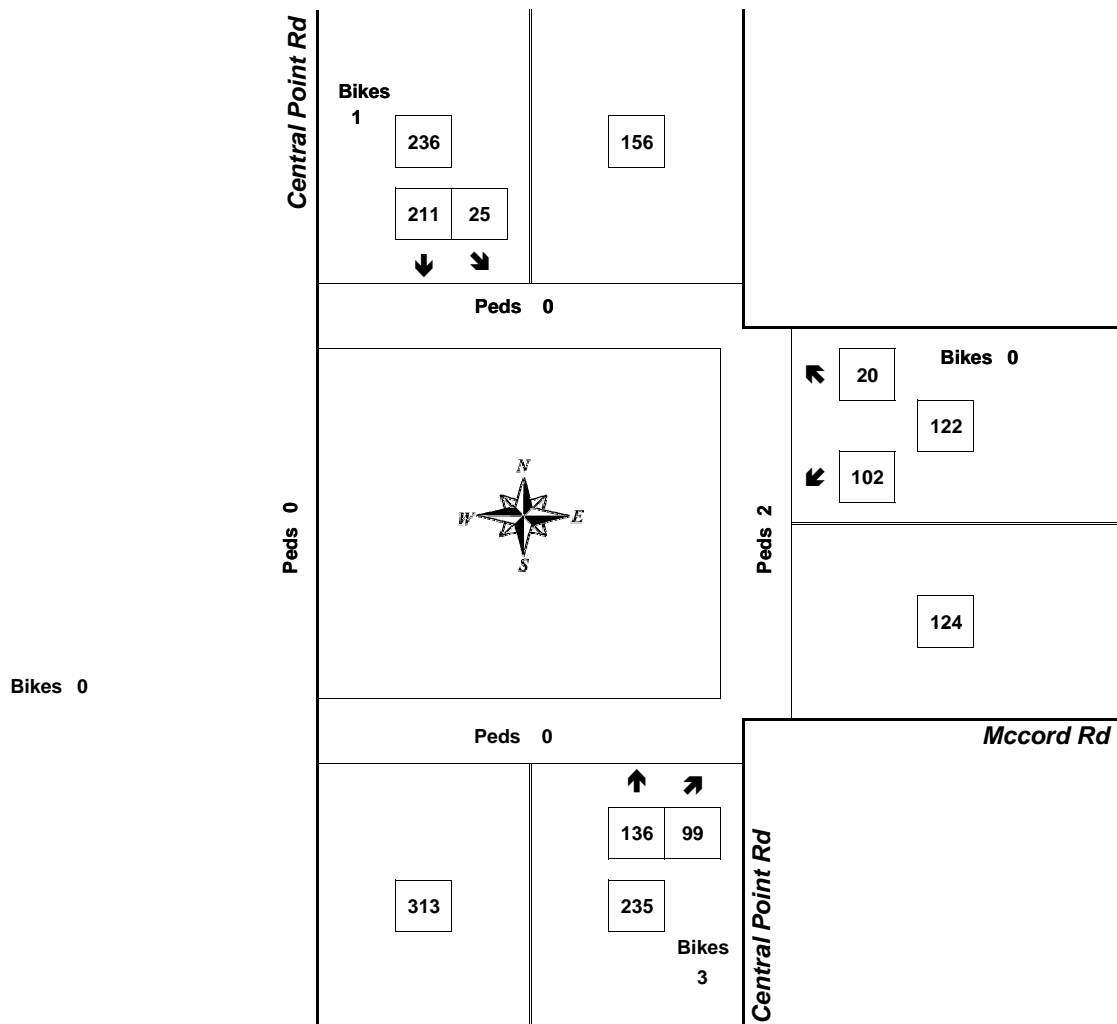 Central Point Rd
Bikes
1
236
156
211 25
Peds 0
20
Bikes 0
122
102
N
W E
S
Peds 0
Peds 2
124
Bikes 0
Peds 0
Mccord Rd
136 99
313
235
Bikes
3
Central Point Rd